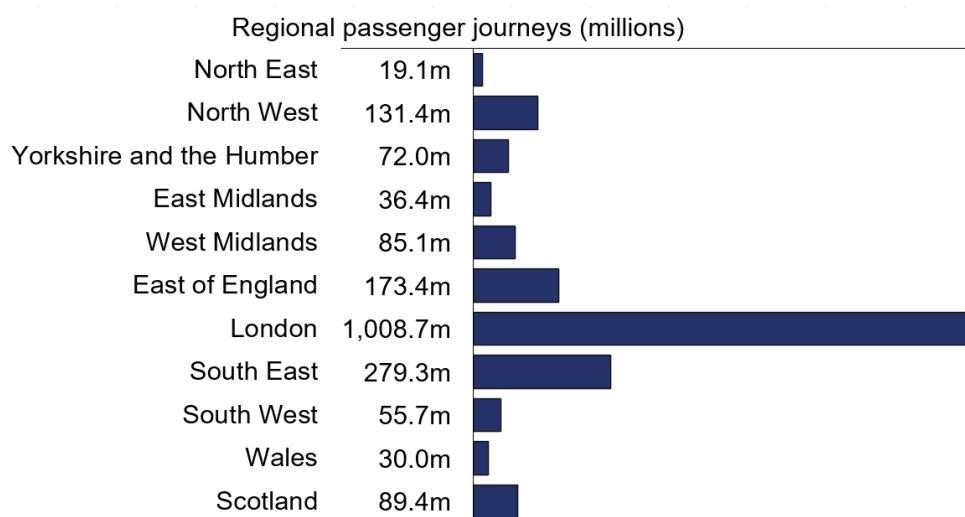 Regional passenger journeys (millions)
North East 19.1m
North West 131.4m
Yorkshire and the Humber 72.0m
East Midlands 36.4m
West Midlands 85.1m
East of England 173.4m
London 1,008.7m
South East 279.3m
South West 55.7m
Wales 30.0m
Scotland 89.4m